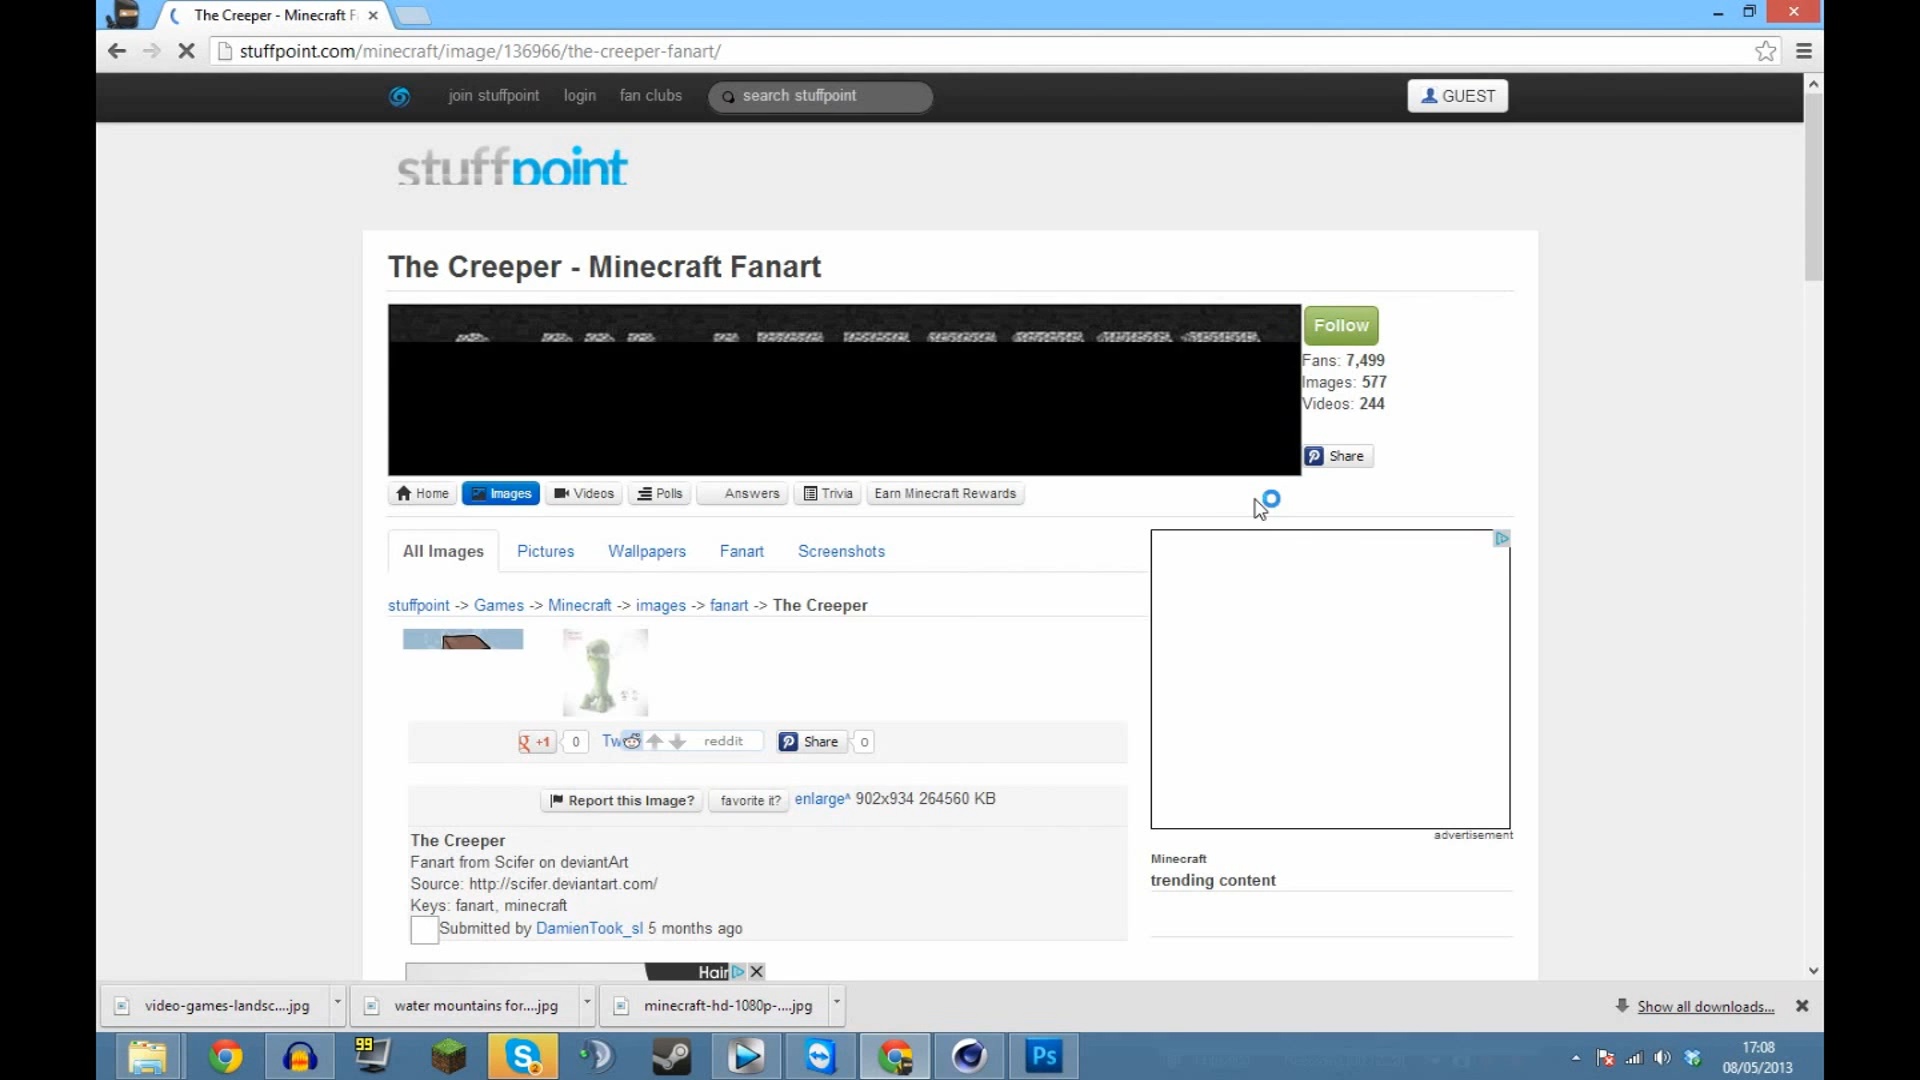 The Creeper - Minecraft F
stuffpoint.com/minecraft/image/136966/the-creeper-fanart/
join stuffpoint login fan clubs search stuffpoint GUEST
stuffpoint
The Creeper - Minecraft Fanart
Follow
Fans: 7,499
Images: 577
Videos: 244
Share
Home Images Videos Polls Answers Trivia Earn Minecraft Rewards
All Images Pictures Wallpapers Fanart Screenshots
stuffpoint -> Games -> Minecraft -> images -> fanart -> The Creeper
+1 0 Tw reddit Share 0
Report this Image? favorite it? enlarge^ 902x934 264560 KB
The Creeper
Fanart from Scifer on deviantArt
Source: http://scifer.deviantart.com/
Keys: fanart, minecraft
Submitted by DamienTook_sl 5 months ago
advertisement
Minecraft
trending content
Hair
video-games-landsc....jpg water mountains for....jpg minecraft-hd-1080p-....jpg Show all downloads...
99
2
Ps
17:08
08/05/2013